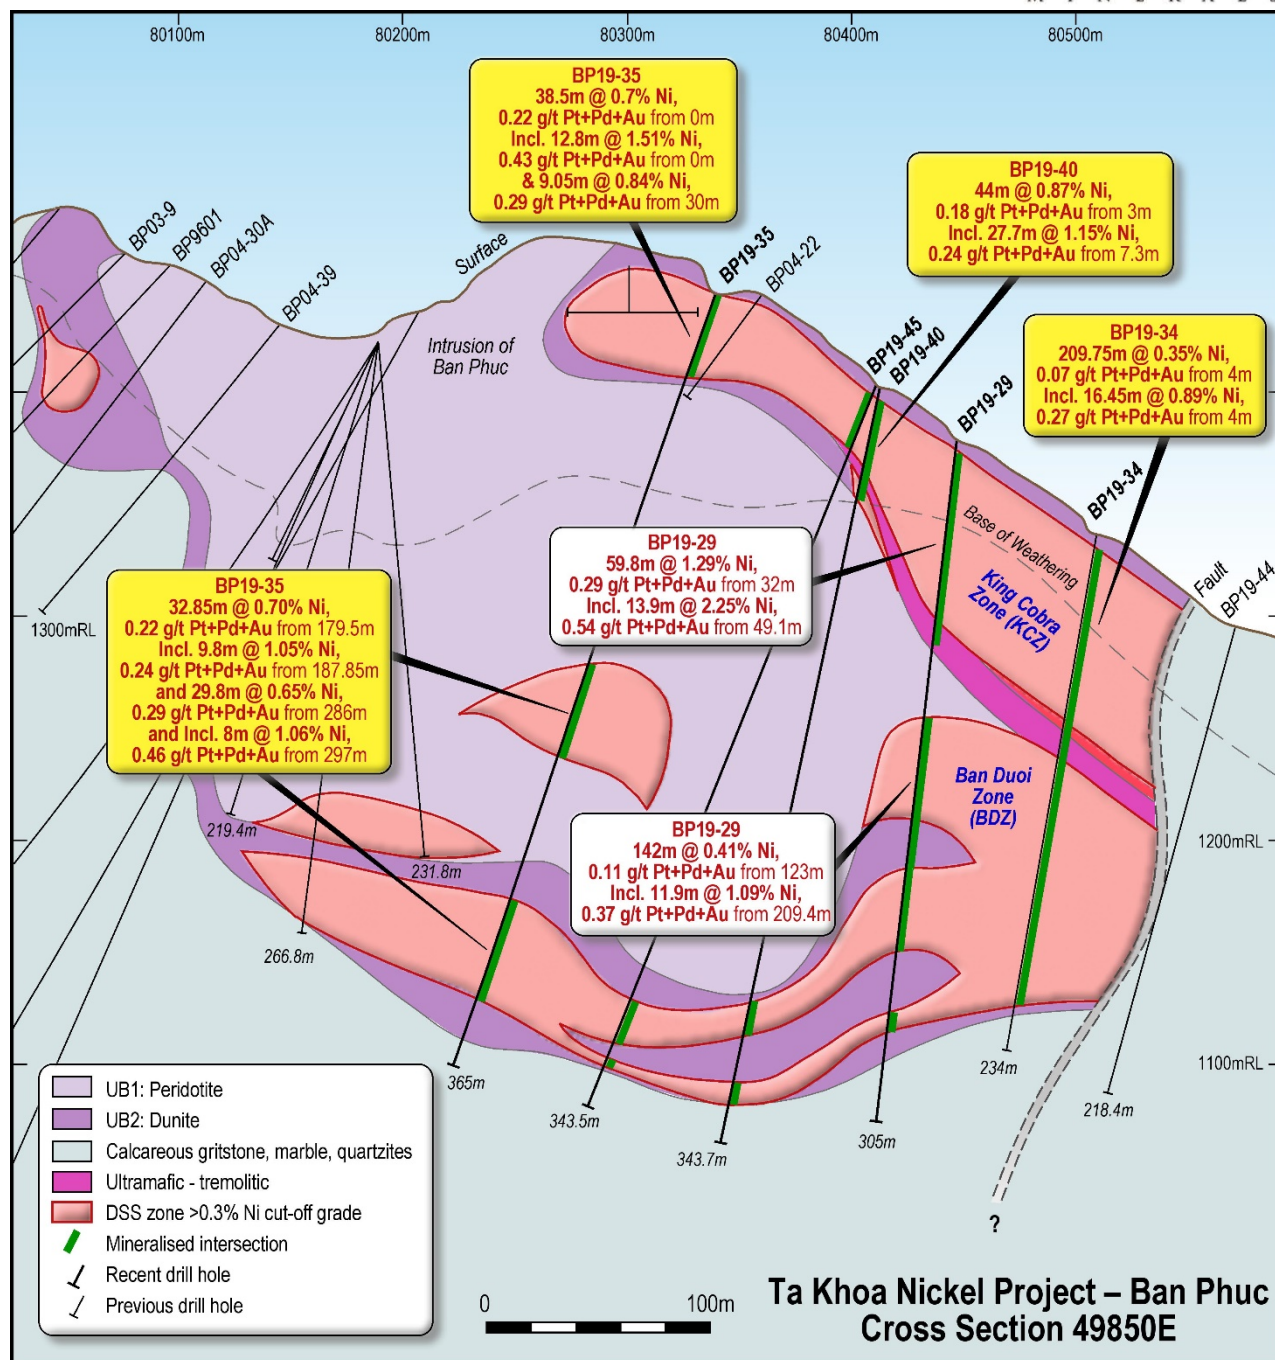 M I N E R A L S
80100m
80200m
80300m
80400m
80500m
BP19-35
38.5m @ 0.7% Ni,
0.22 g/t Pt+Pd+Au from 0m
Incl. 12.8m @ 1.51% Ni,
0.43 g/t Pt+Pd+Au from 0m
& 9.05m @ 0.84% Ni,
0.29 g/t Pt+Pd+Au from 30m
BP19-40
44m @ 0.87% Ni,
0.18 g/t Pt+Pd+Au from 3m
Incl. 27.7m @ 1.15% Ni,
0.24 g/t Pt+Pd+Au from 7.3m
BP19-34
209.75m @ 0.35% Ni,
0.07 g/t Pt+Pd+Au from 4m
Incl. 16.45m @ 0.89% Ni,
0.27 g/t Pt+Pd+Au from 4m
BP03-9
BP9601
BP04-30A
BP04-39
Surface
BP19-35
BP04-22
BP19-45
BP19-40
BP19-29
BP19-34
Fault
BP19-44
Intrusion of
Ban Phuc
Base of Weathering
King Cobra
Zone (KCZ)
BP19-29
59.8m @ 1.29% Ni,
0.29 g/t Pt+Pd+Au from 32m
Incl. 13.9m @ 2.25% Ni,
0.54 g/t Pt+Pd+Au from 49.1m
BP19-35
32.85m @ 0.70% Ni,
0.22 g/t Pt+Pd+Au from 179.5m
Incl. 9.8m @ 1.05% Ni,
0.24 g/t Pt+Pd+Au from 187.85m
and 29.8m @ 0.65% Ni,
0.29 g/t Pt+Pd+Au from 286m
and Incl. 8m @ 1.06% Ni,
0.46 g/t Pt+Pd+Au from 297m
1300mRL
Ban Duoi
Zone
(BDZ)
BP19-29
142m @ 0.41% Ni,
0.11 g/t Pt+Pd+Au from 123m
Incl. 11.9m @ 1.09% Ni,
0.37 g/t Pt+Pd+Au from 209.4m
219.4m
231.8m
1200mRL
266.8m
365m
343.5m
343.7m
305m
234m
218.4m
1100mRL
?
UB1: Peridotite
UB2: Dunite
Calcareous gritstone, marble, quartzites
Ultramafic - tremolitic
DSS zone >0.3% Ni cut-off grade
Mineralised intersection
Recent drill hole
Previous drill hole
0 100m
Ta Khoa Nickel Project – Ban Phuc
Cross Section 49850E